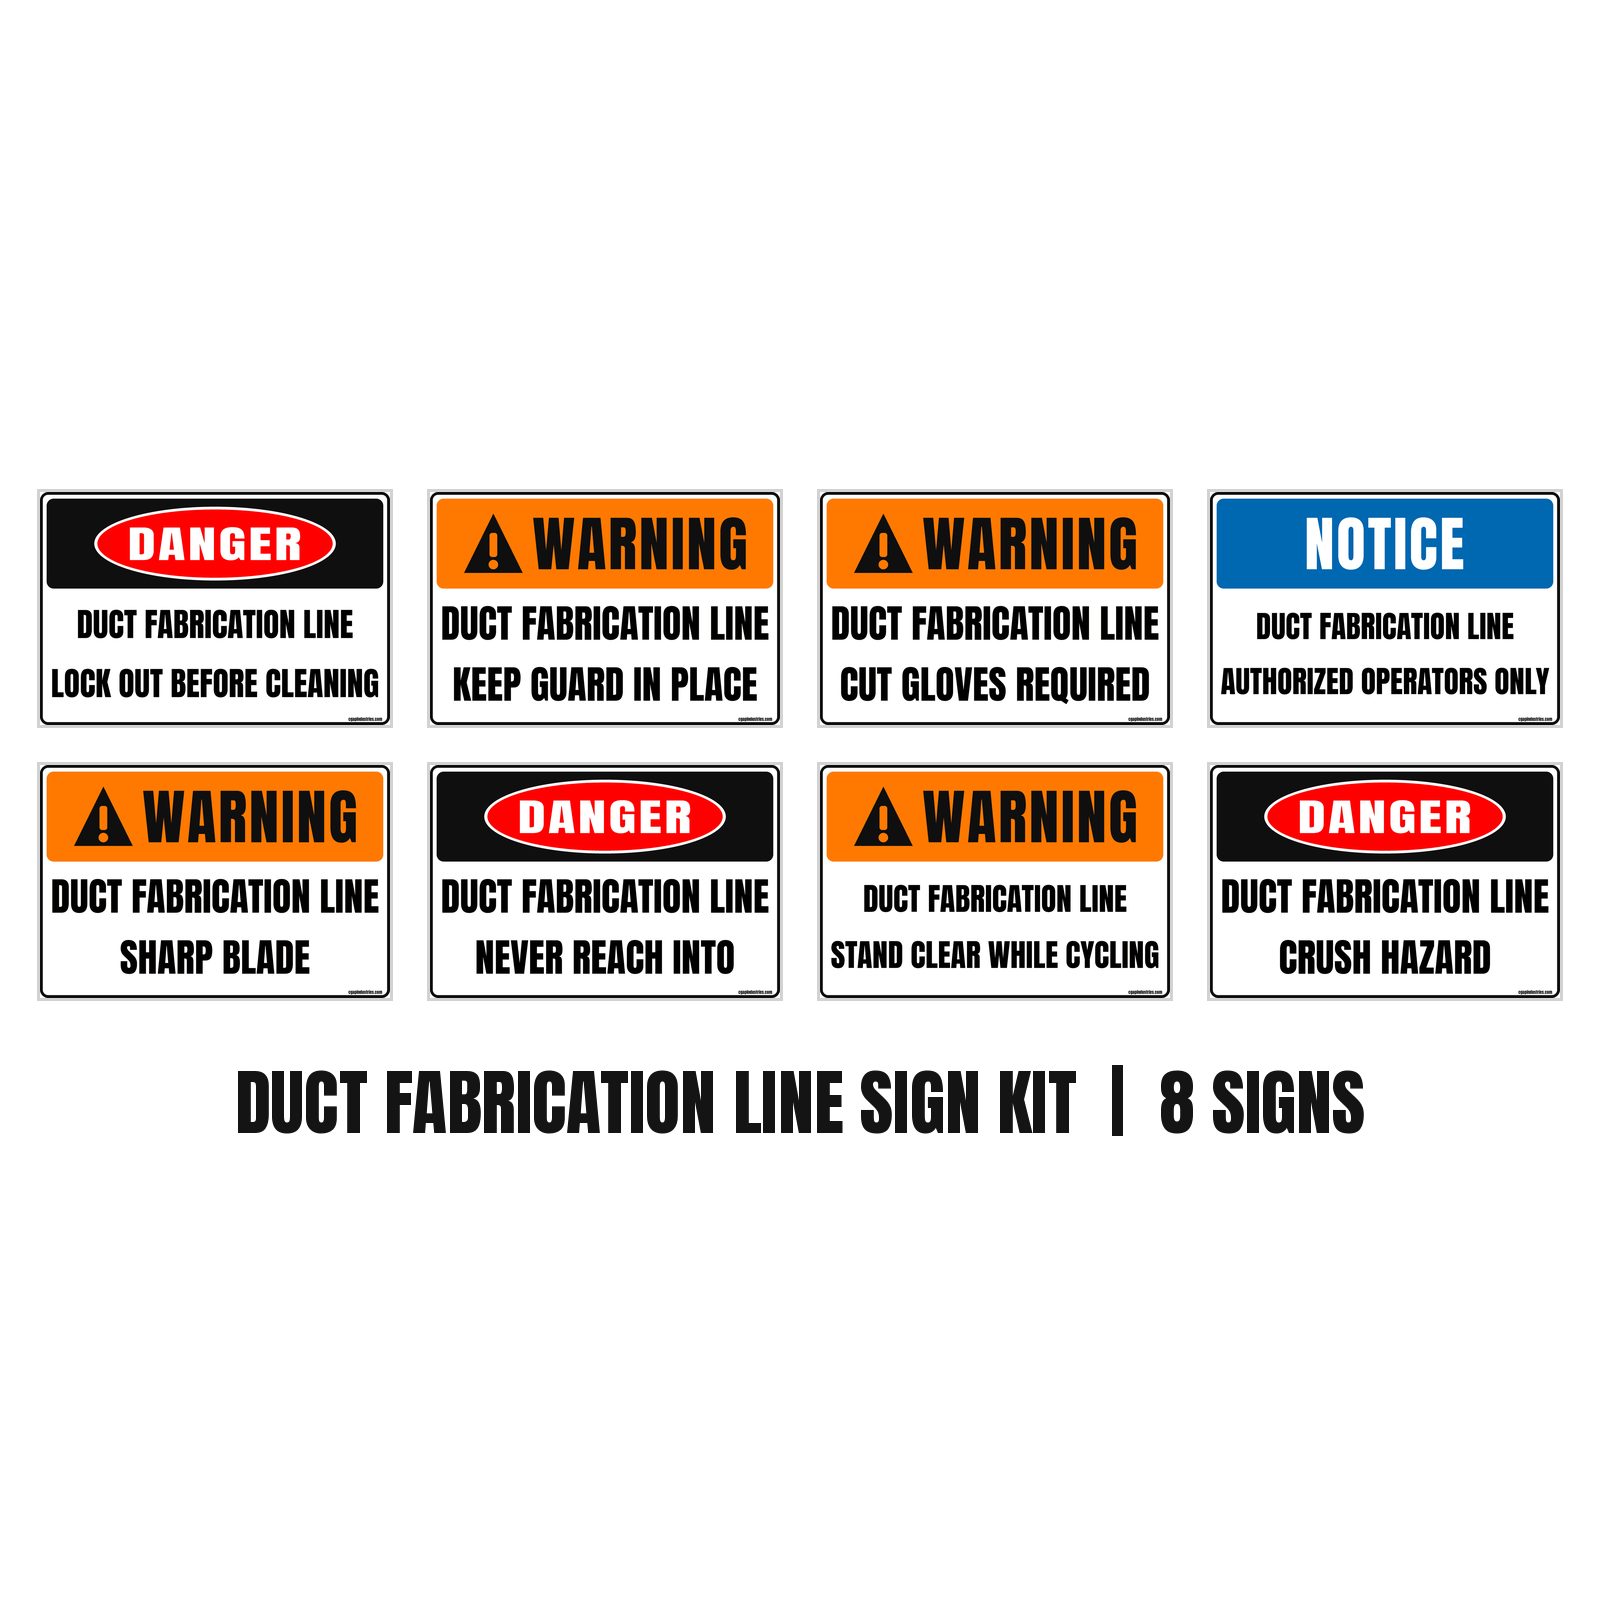 DANGER
DUCT FABRICATION LINE
LOCK OUT BEFORE CLEANING
WARNING
DUCT FABRICATION LINE
KEEP GUARD IN PLACE
WARNING
DUCT FABRICATION LINE
CUT GLOVES REQUIRED
NOTICE
DUCT FABRICATION LINE
AUTHORIZED OPERATORS ONLY
WARNING
DUCT FABRICATION LINE
SHARP BLADE
DANGER
DUCT FABRICATION LINE
NEVER REACH INTO
WARNING
DUCT FABRICATION LINE
STAND CLEAR WHILE CYCLING
DANGER
DUCT FABRICATION LINE
CRUSH HAZARD
DUCT FABRICATION LINE SIGN KIT | 8 SIGNS